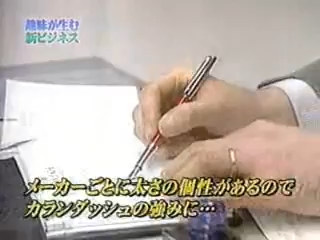 趣味が生む
新ビジネス
メーカーごとに太さの個性があるので
カランダッシュの強みに…